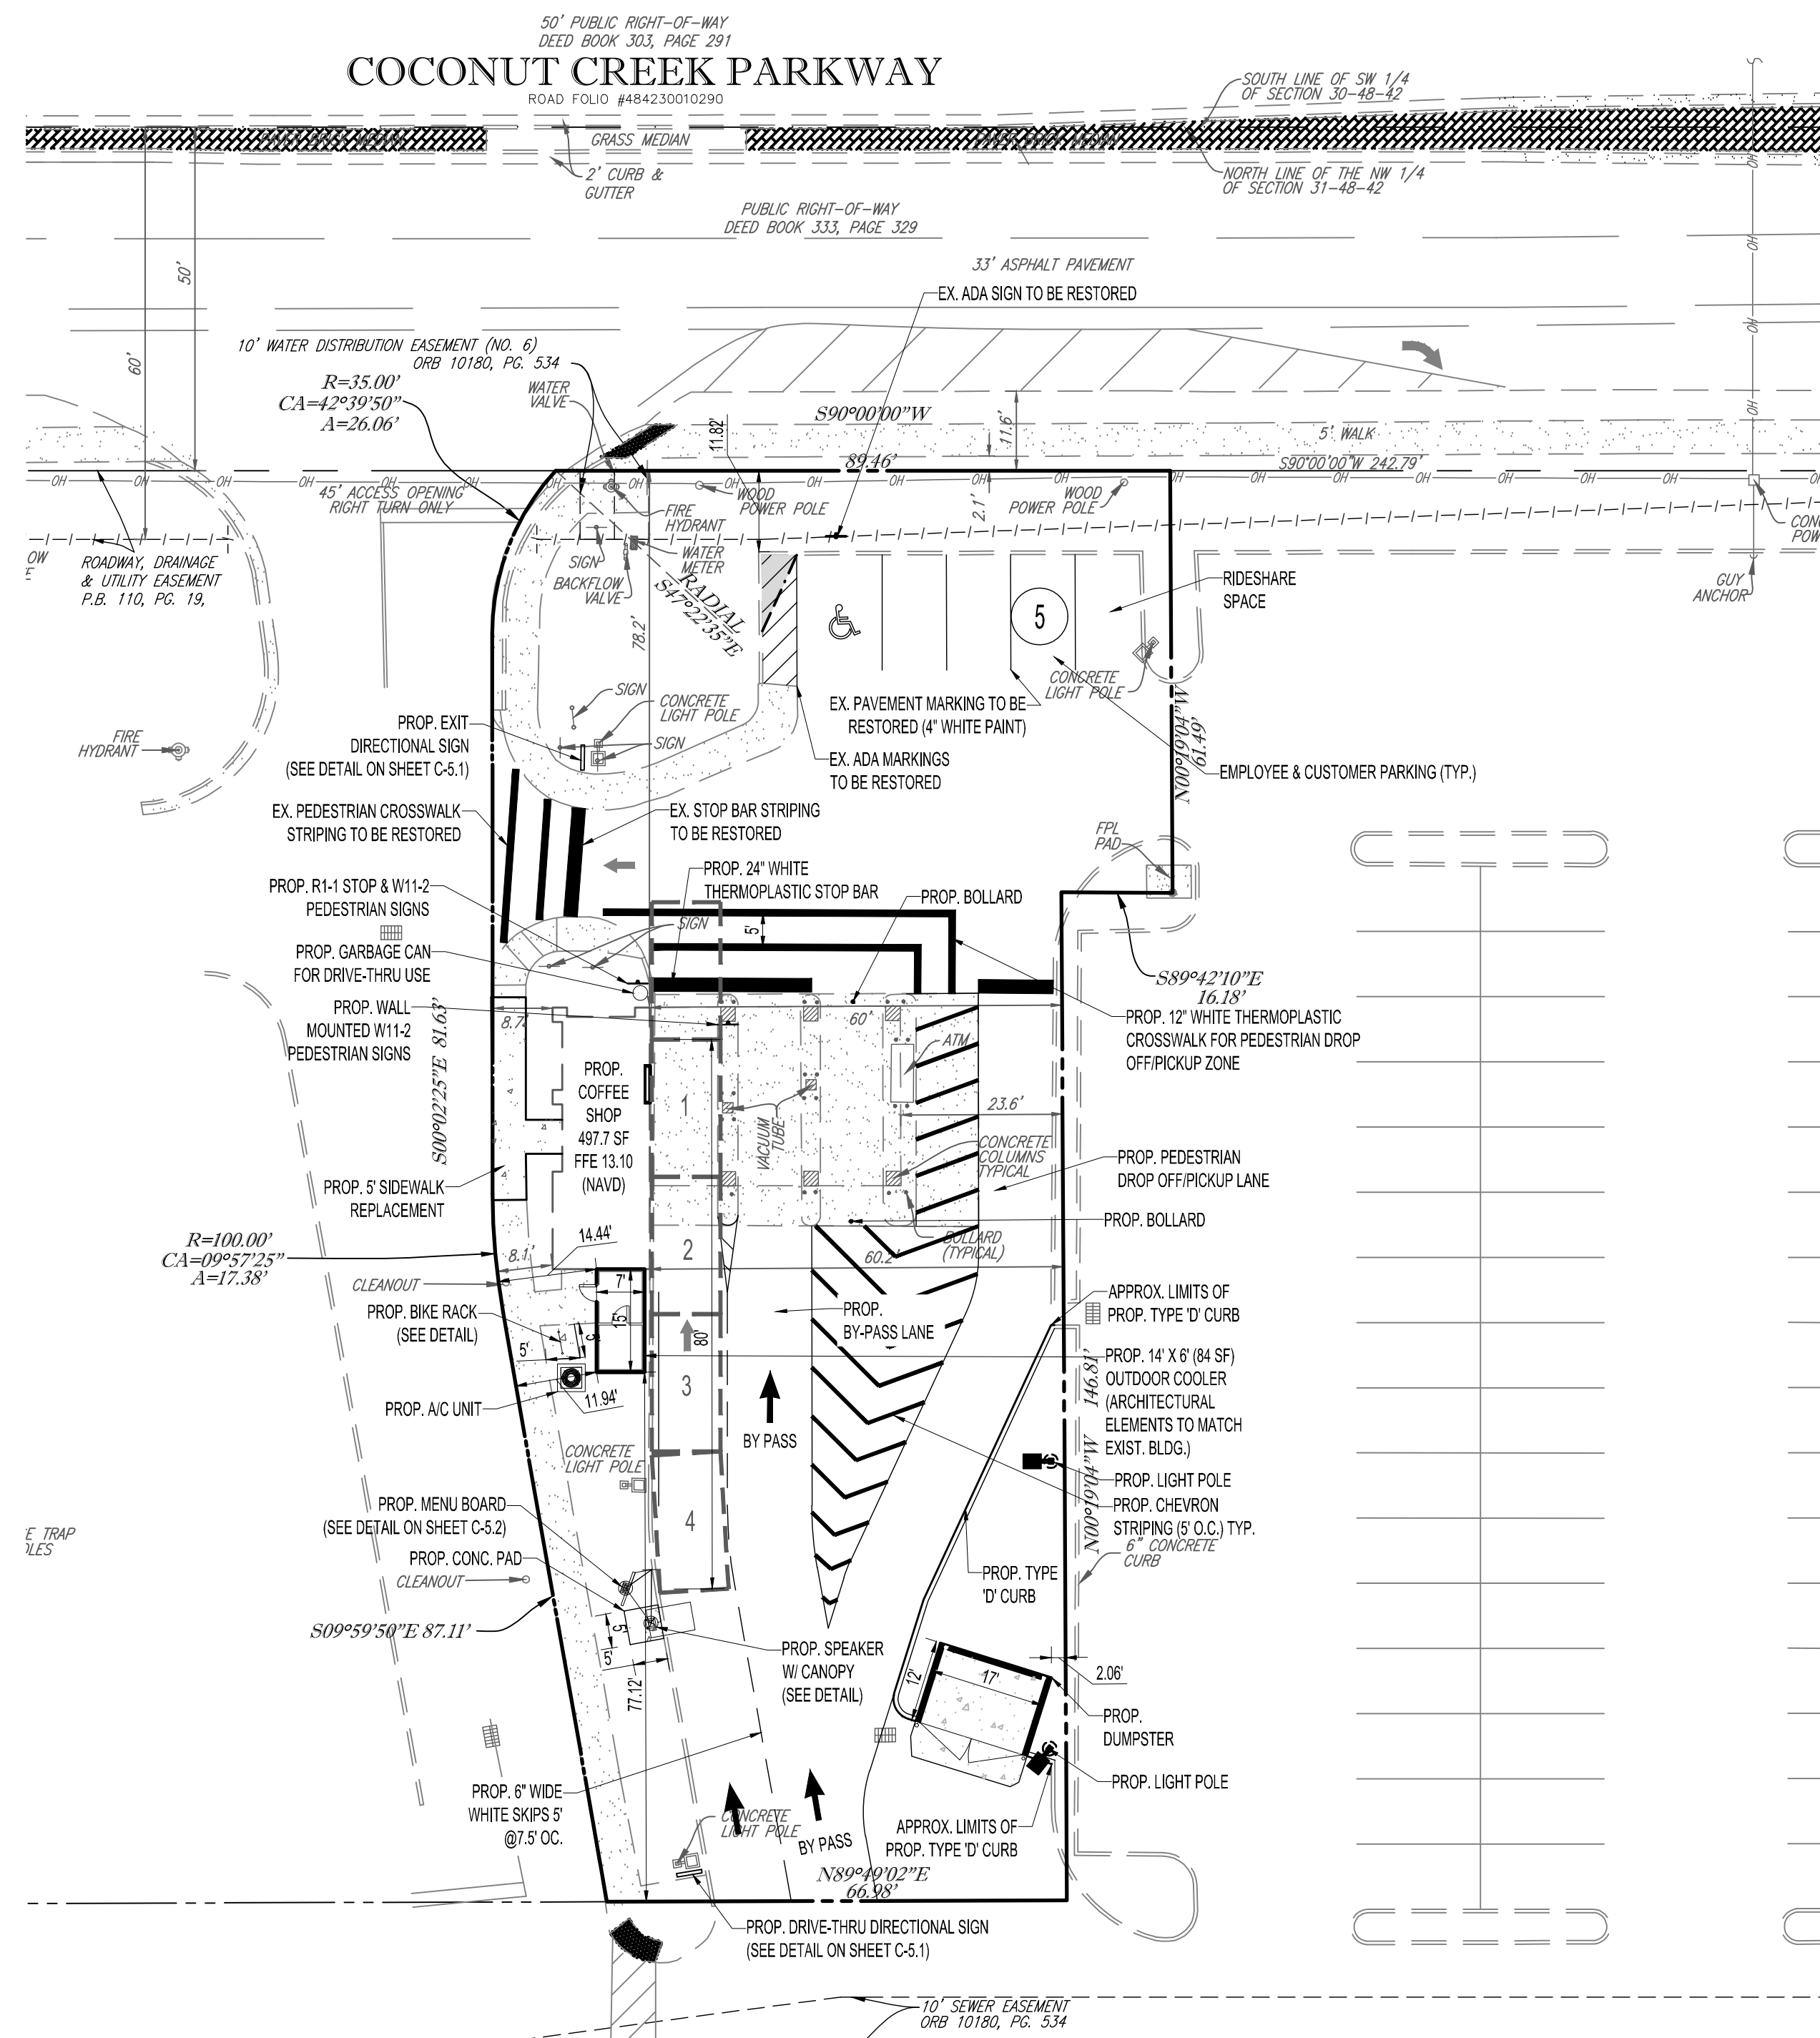 50' PUBLIC RIGHT-OF-WAY
DEED BOOK 303, PAGE 291
COCONUT CREEK PARKWAY
ROAD FOLIO #484230010290
SOUTH LINE OF SW 1/4
OF SECTION 30-48-42
GRASS MEDIAN
2' CURB &
GUTTER
NORTH LINE OF THE NW 1/4
OF SECTION 31-48-42
PUBLIC RIGHT-OF-WAY
DEED BOOK 333, PAGE 329
50'
60'
33' ASPHALT PAVEMENT
EX. ADA SIGN TO BE RESTORED
10' WATER DISTRIBUTION EASEMENT (NO. 6)
ORB 10180, PG. 534
R=35.00'
CA=42°39'50"
A=26.06'
WATER
VALVE
11.82'
S90°00'00"W
89.46'
11.6'
2.1'
5' WALK
S90°00'00"W 242.79'
OH OH OH OH OH OH OH OH OH OH OH OH
45' ACCESS OPENING
RIGHT TURN ONLY
FIRE
HYDRANT
WOOD
POWER POLE
WOOD
POWER POLE
ROADWAY, DRAINAGE
& UTILITY EASEMENT
P.B. 110, PG. 19,
SIGN
BACKFLOW
VALVE
WATER
METER
RADIAL
S47°22'35"E
78.2'
5
RIDESHARE
SPACE
GUY
ANCHOR
SIGN
CONCRETE
LIGHT POLE
SIGN
CONCRETE
LIGHT POLE
EX. PAVEMENT MARKING TO BE
RESTORED (4" WHITE PAINT)
EX. ADA MARKINGS
TO BE RESTORED
N00°19'04"W
61.49'
EMPLOYEE & CUSTOMER PARKING (TYP.)
FIRE
HYDRANT
PROP. EXIT
DIRECTIONAL SIGN
(SEE DETAIL ON SHEET C-5.1)
EX. PEDESTRIAN CROSSWALK
STRIPING TO BE RESTORED
EX. STOP BAR STRIPING
TO BE RESTORED
FPL
PAD
PROP. 24" WHITE
THERMOPLASTIC STOP BAR
PROP. BOLLARD
PROP. R1-1 STOP & W11-2
PEDESTRIAN SIGNS
SIGN
5'
PROP. GARBAGE CAN
FOR DRIVE-THRU USE
S89°42'10"E
16.18'
PROP. WALL
MOUNTED W11-2
PEDESTRIAN SIGNS
8.7'
60'
ATM
PROP. 12" WHITE THERMOPLASTIC
CROSSWALK FOR PEDESTRIAN DROP
OFF/PICKUP ZONE
S00°02'25"E 81.63'
PROP.
COFFEE
SHOP
497.7 SF
FFE 13.10
(NAVD)
1
VACUUM
TUBE
23.6'
CONCRETE
COLUMNS
TYPICAL
PROP. PEDESTRIAN
DROP OFF/PICKUP LANE
PROP. 5' SIDEWALK
REPLACEMENT
PROP. BOLLARD
BOLLARD
(TYPICAL)
R=100.00'
CA=09°57'25"
A=17.38'
8.1'
14.44'
2
60.2'
CLEANOUT
7'
15'
80'
APPROX. LIMITS OF
PROP. TYPE 'D' CURB
PROP. BIKE RACK
(SEE DETAIL)
5'
5'
PROP.
BY-PASS LANE
PROP. 14' X 6' (84 SF)
OUTDOOR COOLER
(ARCHITECTURAL
ELEMENTS TO MATCH
EXIST. BLDG.)
146.81'
N00°19'04"W
PROP. A/C UNIT
11.94'
3
BY PASS
CONCRETE
LIGHT POLE
PROP. LIGHT POLE
PROP. CHEVRON
STRIPING (5' O.C.) TYP.
6" CONCRETE
CURB
PROP. MENU BOARD
(SEE DETAIL ON SHEET C-5.2)
4
E TRAP
PROP. CONC. PAD
CLEANOUT
PROP. TYPE
'D' CURB
S09°59'50"E 87.11'
5'
5'
77.12'
PROP. SPEAKER
W/ CANOPY
(SEE DETAIL)
12'
17'
2.06'
PROP.
DUMPSTER
PROP. LIGHT POLE
PROP. 6" WIDE
WHITE SKIPS 5'
@7.5' OC.
CONCRETE
LIGHT POLE
BY PASS
APPROX. LIMITS OF
PROP. TYPE 'D' CURB
N89°49'02"E
66.98'
PROP. DRIVE-THRU DIRECTIONAL SIGN
(SEE DETAIL ON SHEET C-5.1)
10' SEWER EASEMENT
ORB 10180, PG. 534